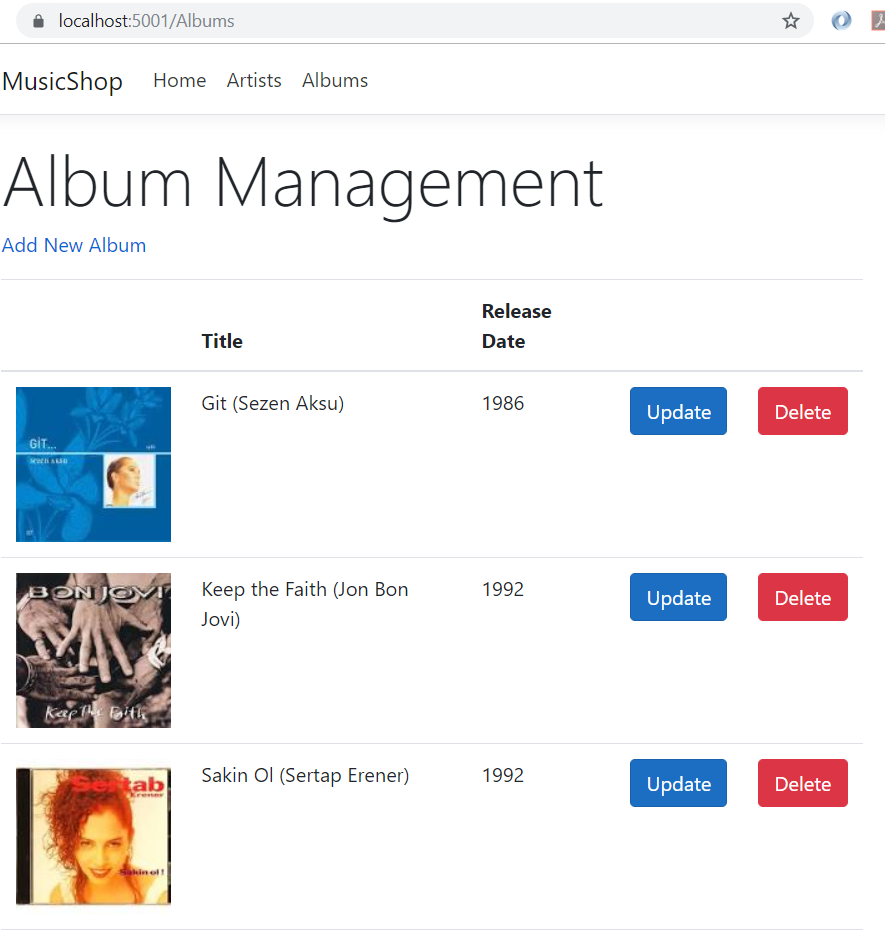 localhost:5001/Albums
MusicShop Home Artists Albums
Album Management
Add New Album
Title Release Date
GİT...
SEZEN AKSU
Git (Sezen Aksu) 1986 Update Delete
BON JOVI
Keep The Faith
Keep the Faith (Jon Bon
Jovi) 1992 Update Delete
Sertab
Erener
Sakin ol !
Sakin Ol (Sertap Erener) 1992 Update Delete